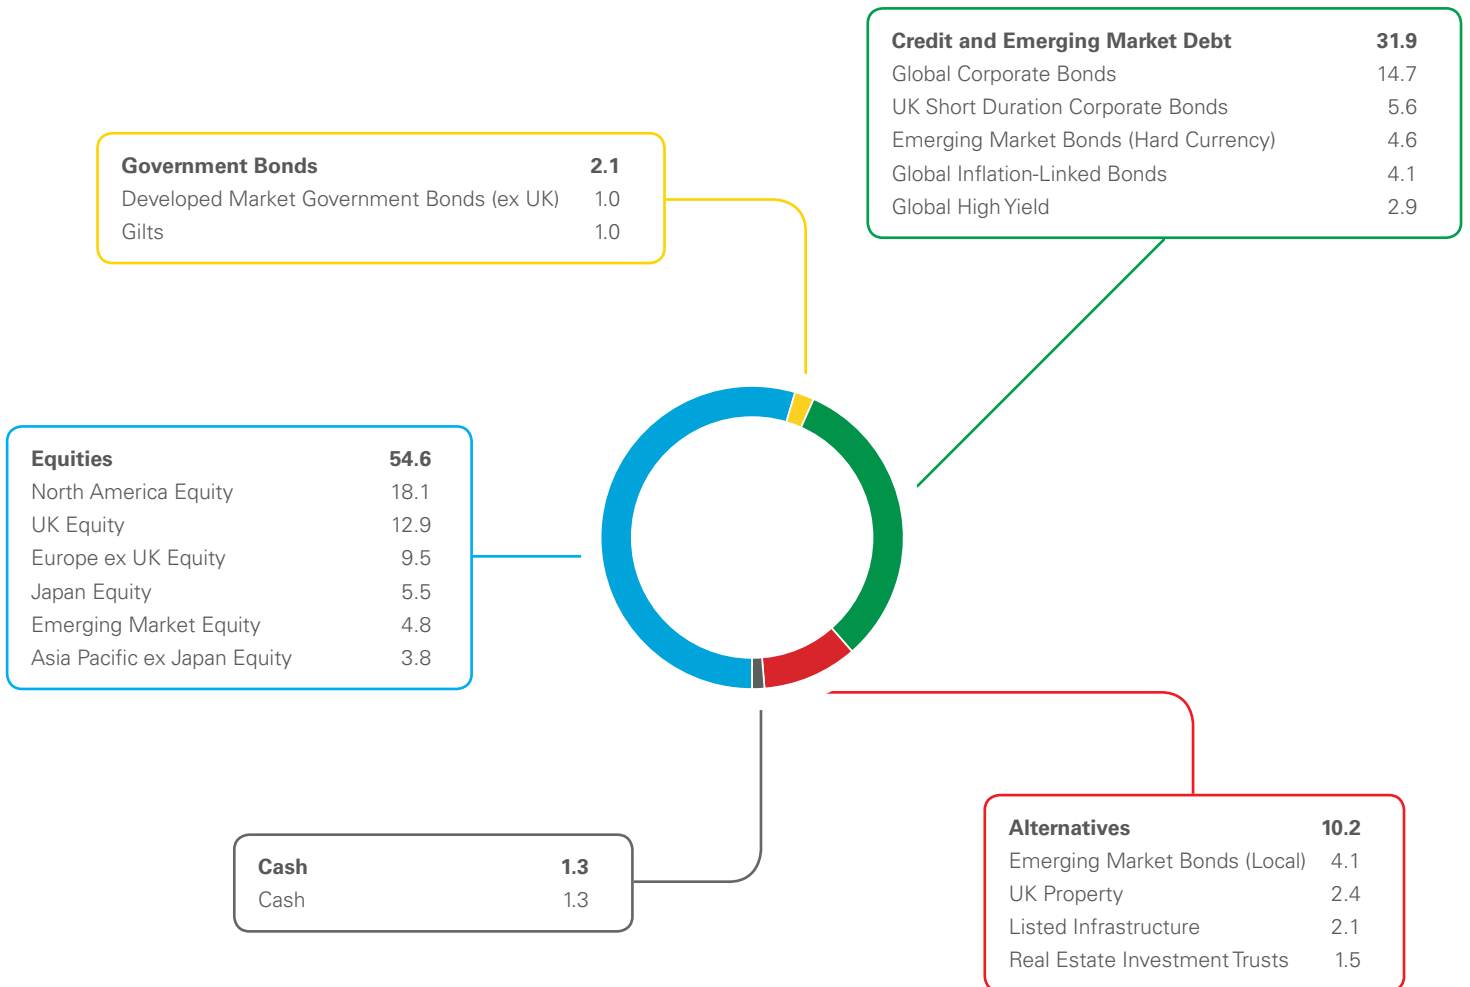 Credit and Emerging Market Debt 31.9
Global Corporate Bonds 14.7
UK Short Duration Corporate Bonds 5.6
Emerging Market Bonds (Hard Currency) 4.6
Global Inflation-Linked Bonds 4.1
Global High Yield 2.9
Government Bonds 2.1
Developed Market Government Bonds (ex UK) 1.0
Gilts 1.0
Equities 54.6
North America Equity 18.1
UK Equity 12.9
Europe ex UK Equity 9.5
Japan Equity 5.5
Emerging Market Equity 4.8
Asia Pacific ex Japan Equity 3.8
Cash 1.3
Cash 1.3
Alternatives 10.2
Emerging Market Bonds (Local) 4.1
UK Property 2.4
Listed Infrastructure 2.1
Real Estate Investment Trusts 1.5